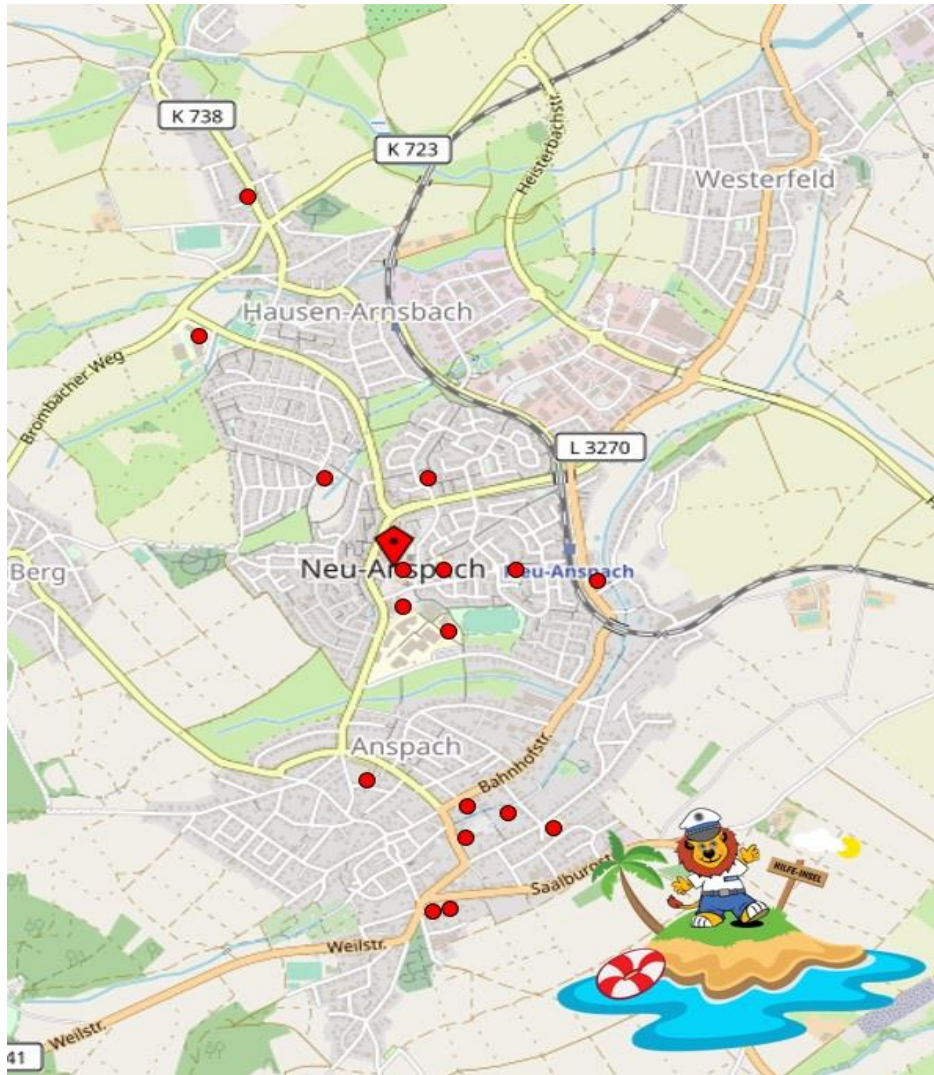 K 738
K 723
Heisterbachstr.
Westerfeld
Hausen-Arnsbach
Brombacher Weg
L 3270
Berg
Neu-Anspach
Neu-Anspach
Anspach
Bahnhofstr.
HILFE-INSEL
Saalburgstr.
Weilstr.
Weilstr.
41